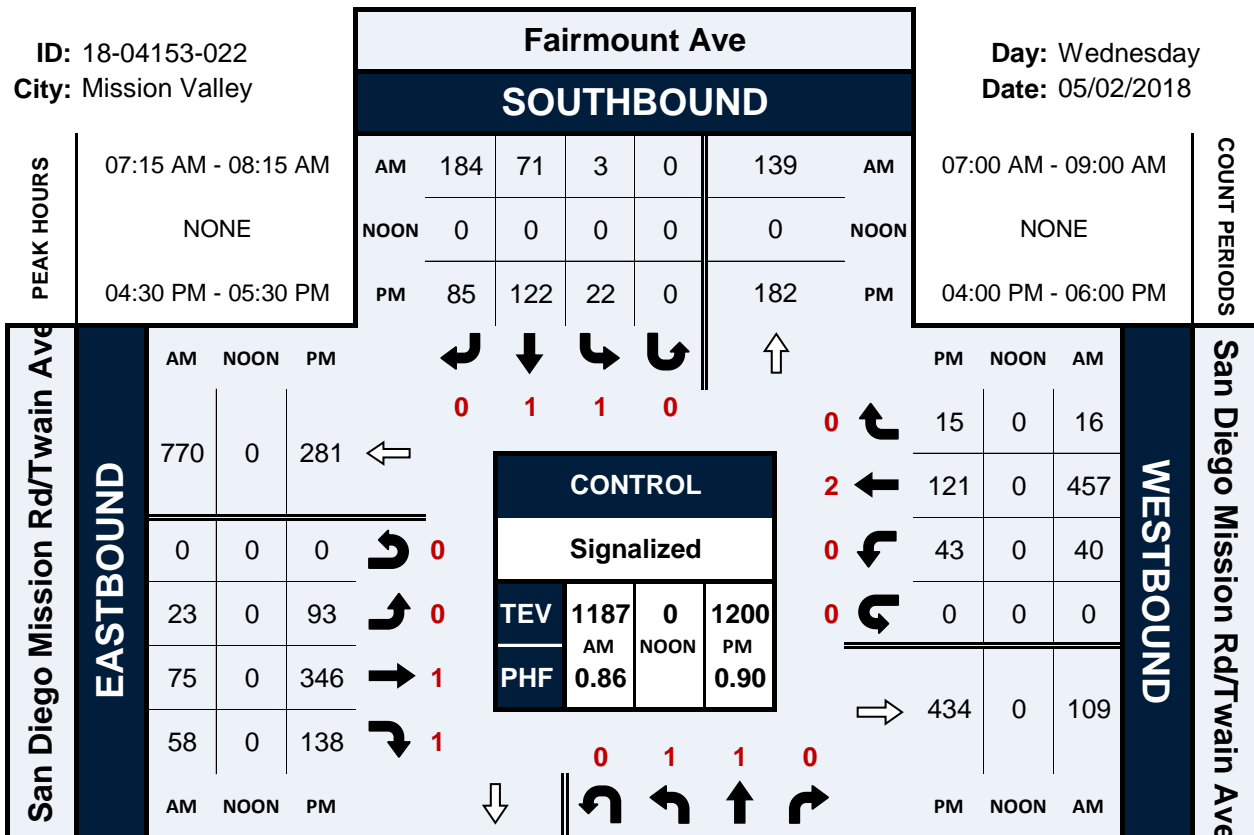 ID: 18-04153-022
City: Mission Valley
Fairmount Ave
SOUTHBOUND
Day: Wednesday
Date: 05/02/2018
PEAK HOURS
07:15 AM - 08:15 AM
NONE
04:30 PM - 05:30 PM
AM 184 71 3 0 139 AM
NOON 0 0 0 0 0 NOON
PM 85 122 22 0 182 PM
07:00 AM - 09:00 AM
NONE
04:00 PM - 06:00 PM
COUNT PERIODS
San Diego Mission Rd/Twain Ave
EASTBOUND
AM NOON PM
770 0 281
0 0 0 0
23 0 93 0
75 0 346 1
58 0 138 1
AM NOON PM
0 1 1 0
CONTROL
Signalized
TEV 1187 0 1200
AM NOON PM
PHF 0.86 0.90
0 1 1 0
PM NOON AM
0 15 0 16
2 121 0 457
0 43 0 40
0 0 0 0
434 0 109
PM NOON AM
WESTBOUND
San Diego Mission Rd/Twain Ave